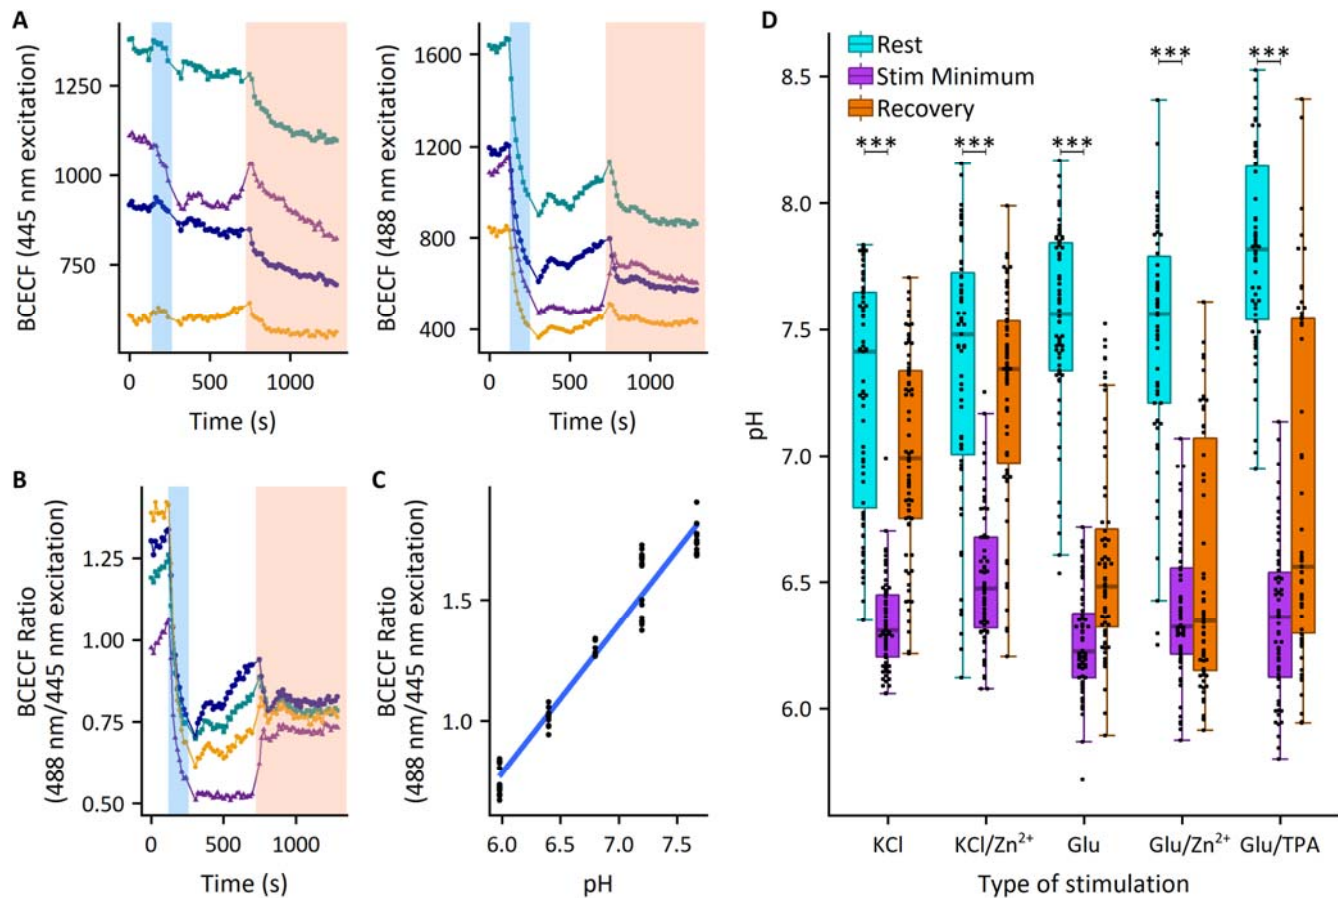 A
BCECF (445 nm excitation)
1250
1000
750
0
500
1000
Time (s)
BCECF (488 nm excitation)
1600
1200
800
400
0
500
1000
Time (s)
B
BCECF Ratio
(488 nm/445 nm excitation)
1.25
1.00
0.75
0.50
0
500
1000
Time (s)
C
BCECF Ratio
(488 nm/445 nm excitation)
1.5
1.0
6.0
6.5
7.0
7.5
pH
D
Rest
Stim Minimum
Recovery
***
***
***
***
***
pH
8.5
8.0
7.5
7.0
6.5
6.0
KCl
KCl/Zn²⁺
Glu
Glu/Zn²⁺
Glu/TPA
Type of stimulation